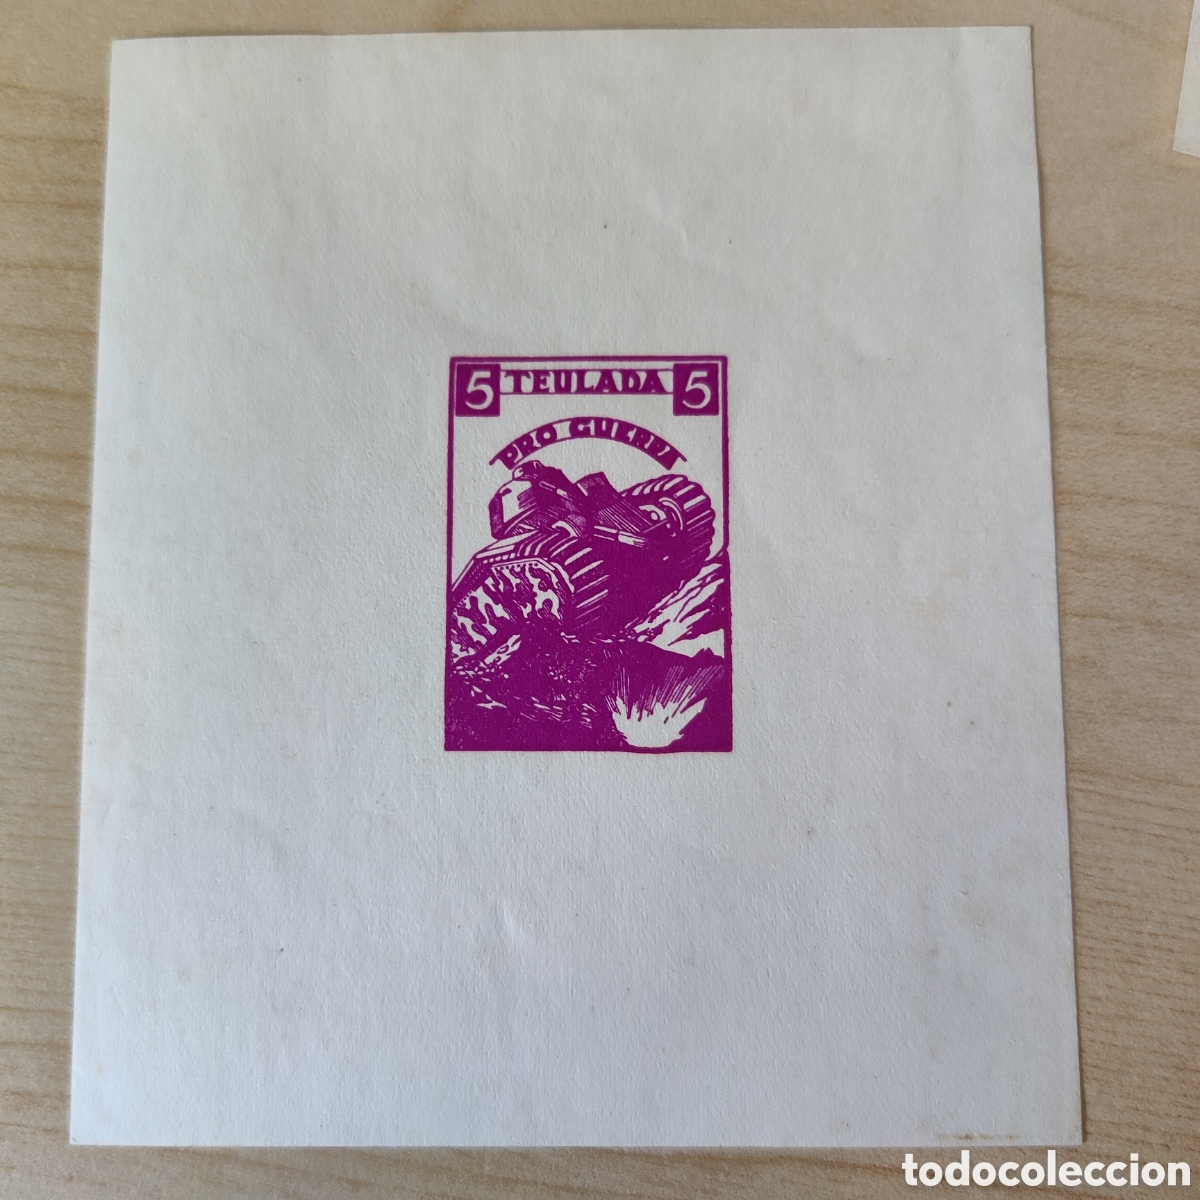 5 TEULADA 5
PRO GUERRA
todocoleccion